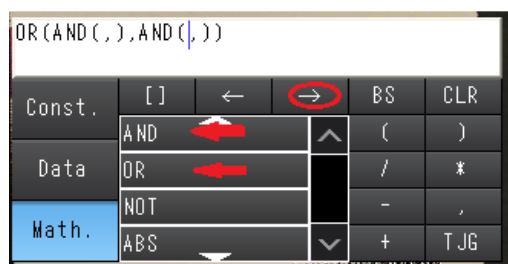 OR(AND(,),AND(,))
Const. [] ← → BS CLR
AND ( )
Data OR / *
NOT - ,
Math. ABS + TJG